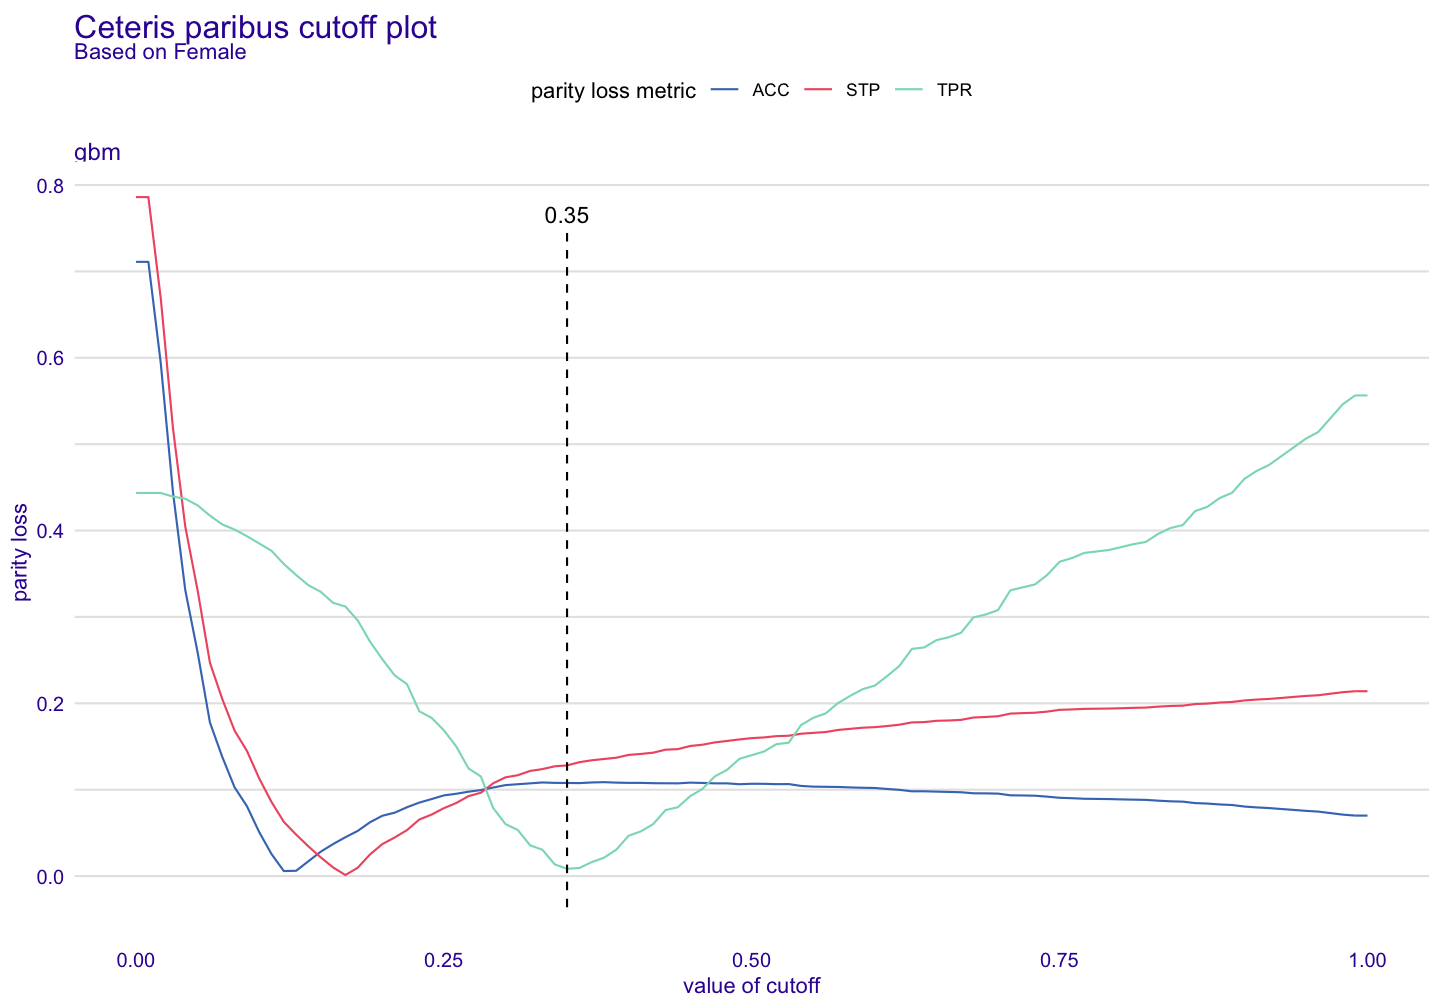 Ceteris paribus cutoff plot
Based on Female
parity loss metric ACC STP TPR
gbm
0.8
0.35
0.6
0.4
parity loss
0.2
0.0
0.00 0.25 0.50 0.75 1.00
value of cutoff